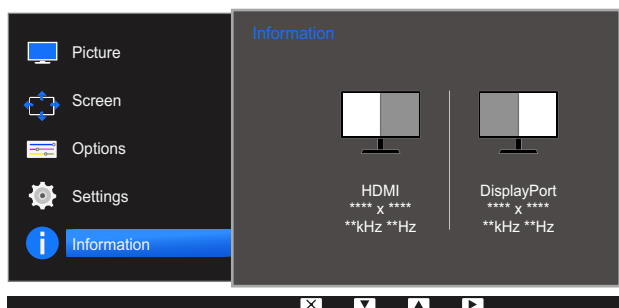 Picture
Screen
Options
Settings
Information
Information
HDMI
**** x ****
**kHz **Hz
DisplayPort
**** x ****
**kHz **Hz